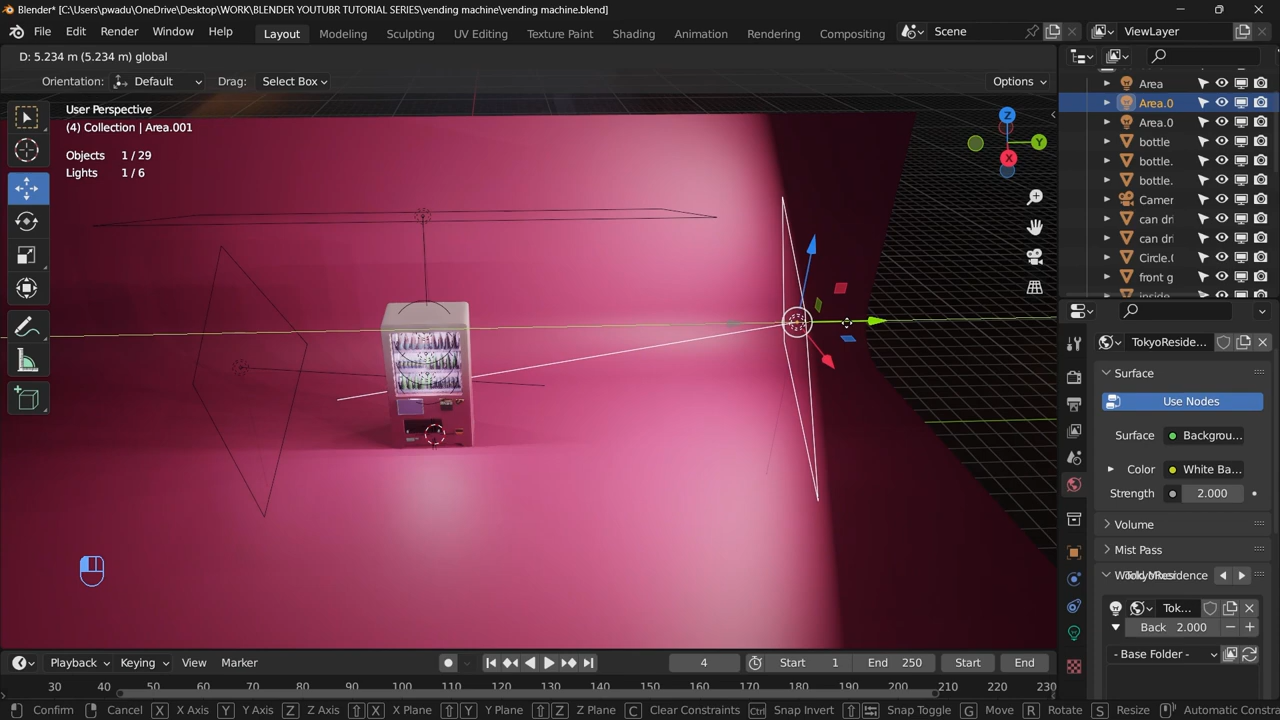 Blender* [C:\Users\pwadu\OneDrive\Desktop\WORK\BLENDER YOUTUBR TUTORIAL SERIES\vending machine\vending machine.blend]
File Edit Render Window Help Layout Modeling Sculpting UV Editing Texture Paint Shading Animation Rendering Compositing Scene ViewLayer
D: 5.234 m (5.234 m) global
Orientation: Default Drag: Select Box Options
User Perspective
(4) Collection | Area.001
Objects 1 / 29
Lights 1 / 6
Z
Y
X
Area
Area.0
Area.0
bottle
bottle.
bottle.
Camer
can dri
can dri
Circle.(
front g
inside
TokyoReside...
Surface
Use Nodes
Surface Backgrou...
Color White Ba...
Strength 2.000
Volume
Mist Pass
Tok...
Back 2.000
- Base Folder -
Playback Keying View Marker 4 Start 1 End 250 Start End
30 40 50 60 70 80 90 100 110 120 130 140 150 160 170 180 190 200 210 220 230
Confirm Cancel X X Axis Y Y Axis Z Z Axis X X Plane Y Y Plane Z Z Plane C Clear Constraints Ctrl Snap Invert Snap Toggle G Move R Rotate S Resize Automatic Constra